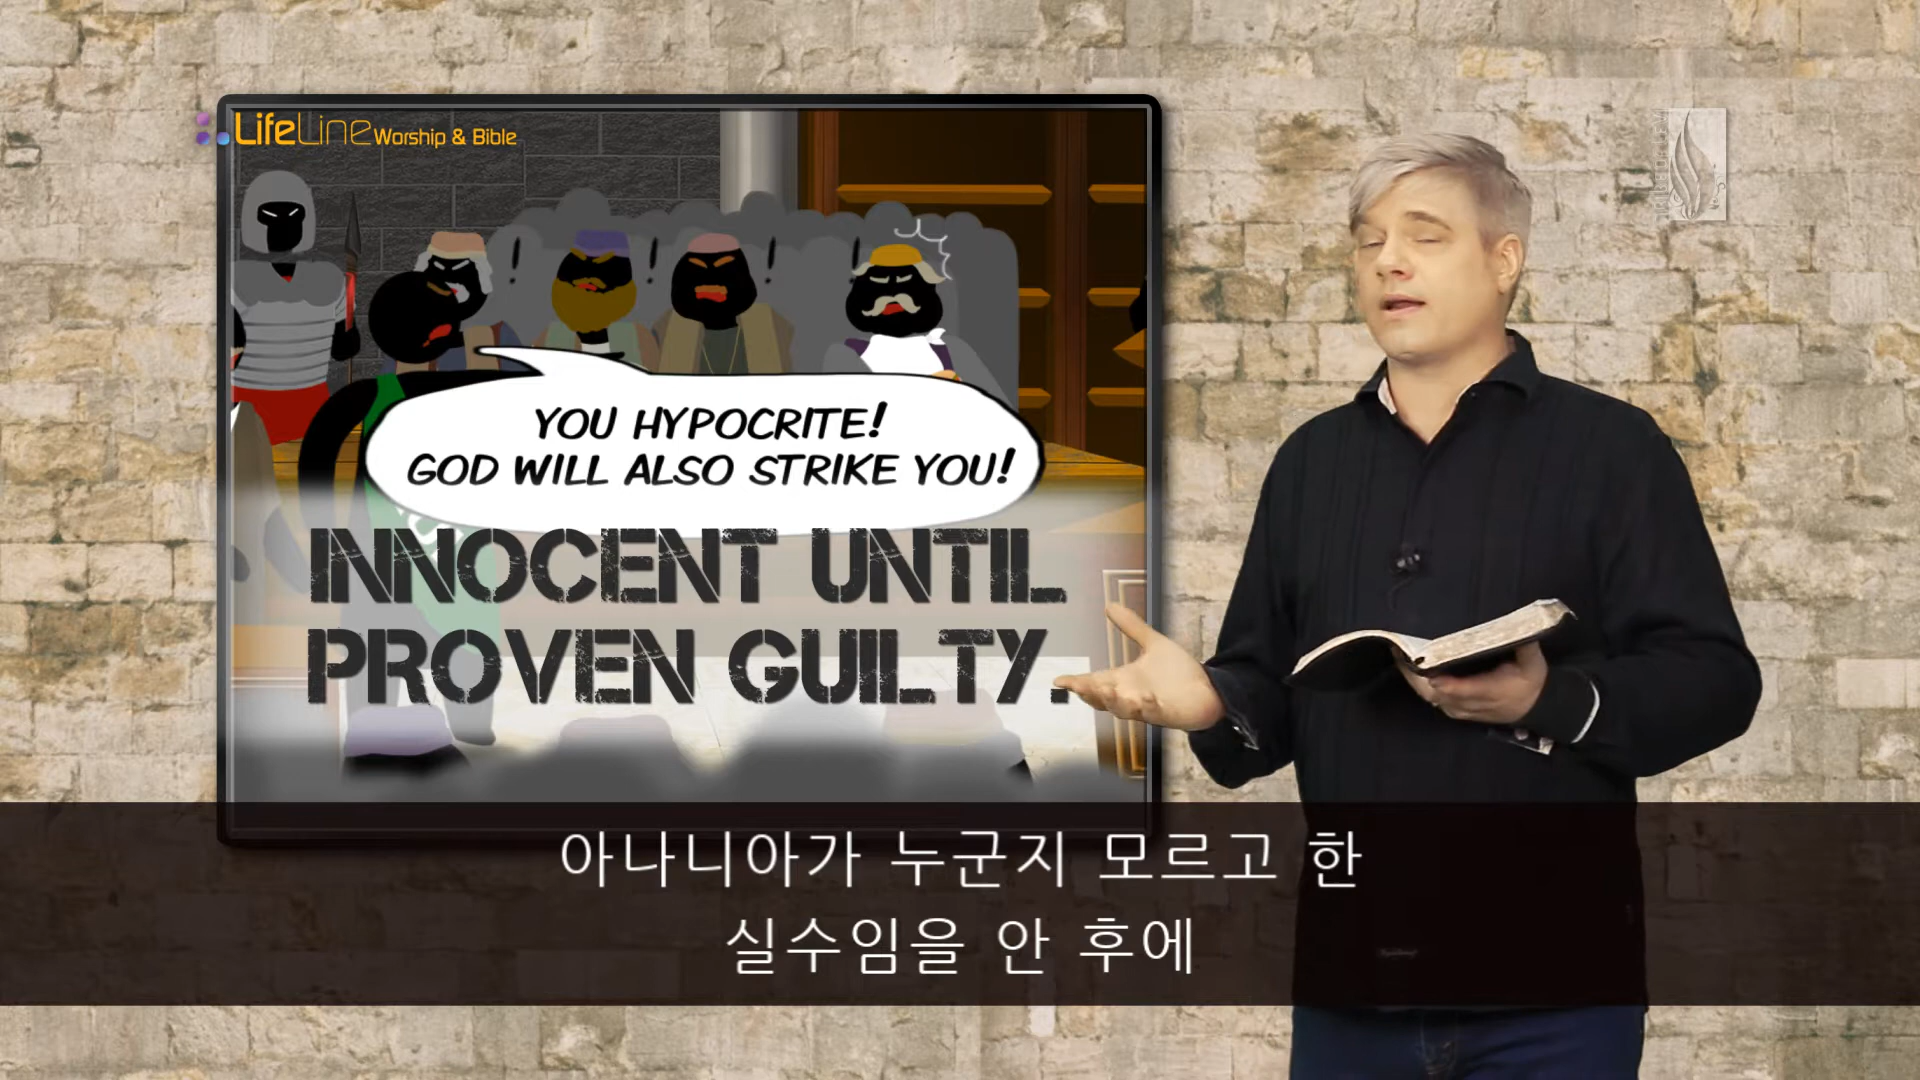 LifeLine Worship & Bible
YOU HYPOCRITE!
GOD WILL ALSO STRIKE YOU!
INNOCENT UNTIL
PROVEN GUILTY.
아나니아가 누군지 모르고 한
실수임을 안 후에